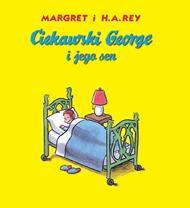 MARGRET i H.A.REY
Ciekawski George
i jego sen